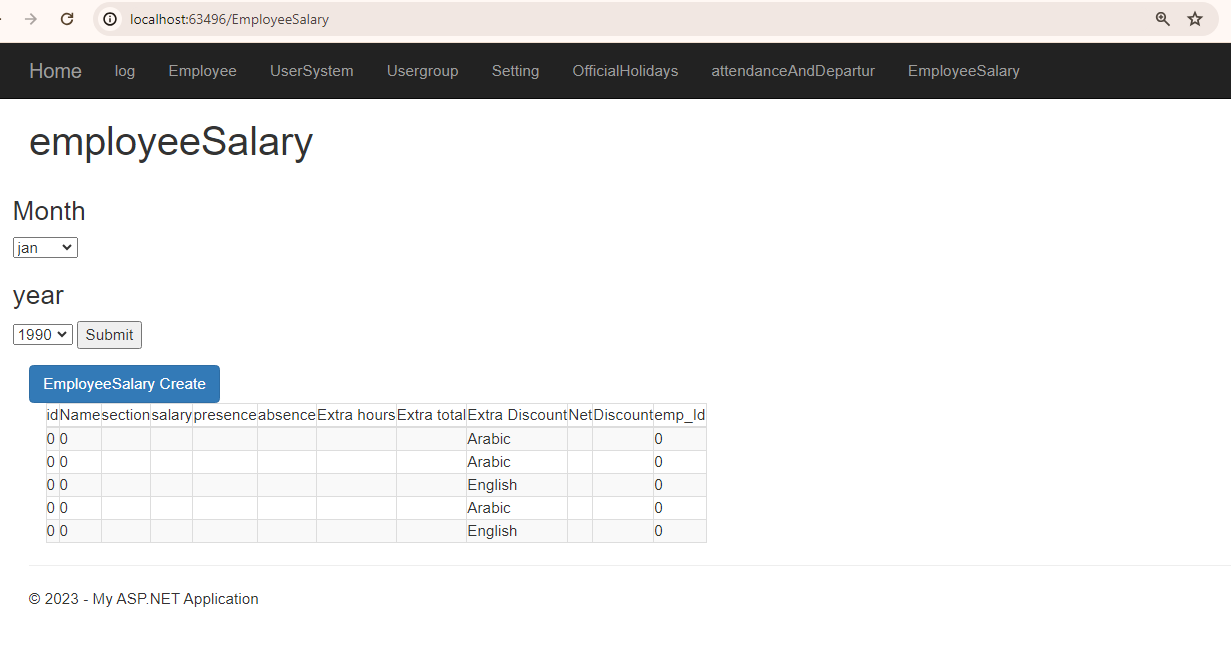 localhost:63496/EmployeeSalary
Home log Employee UserSystem Usergroup Setting OfficialHolidays attendanceAndDepartur EmployeeSalary
employeeSalary
Month
jan
year
1990 Submit
EmployeeSalary Create
id Name section salary presence absence Extra hours Extra total Extra Discount Net Discount emp_Id
0 0 Arabic 0
0 0 Arabic 0
0 0 English 0
0 0 Arabic 0
0 0 English 0
© 2023 - My ASP.NET Application